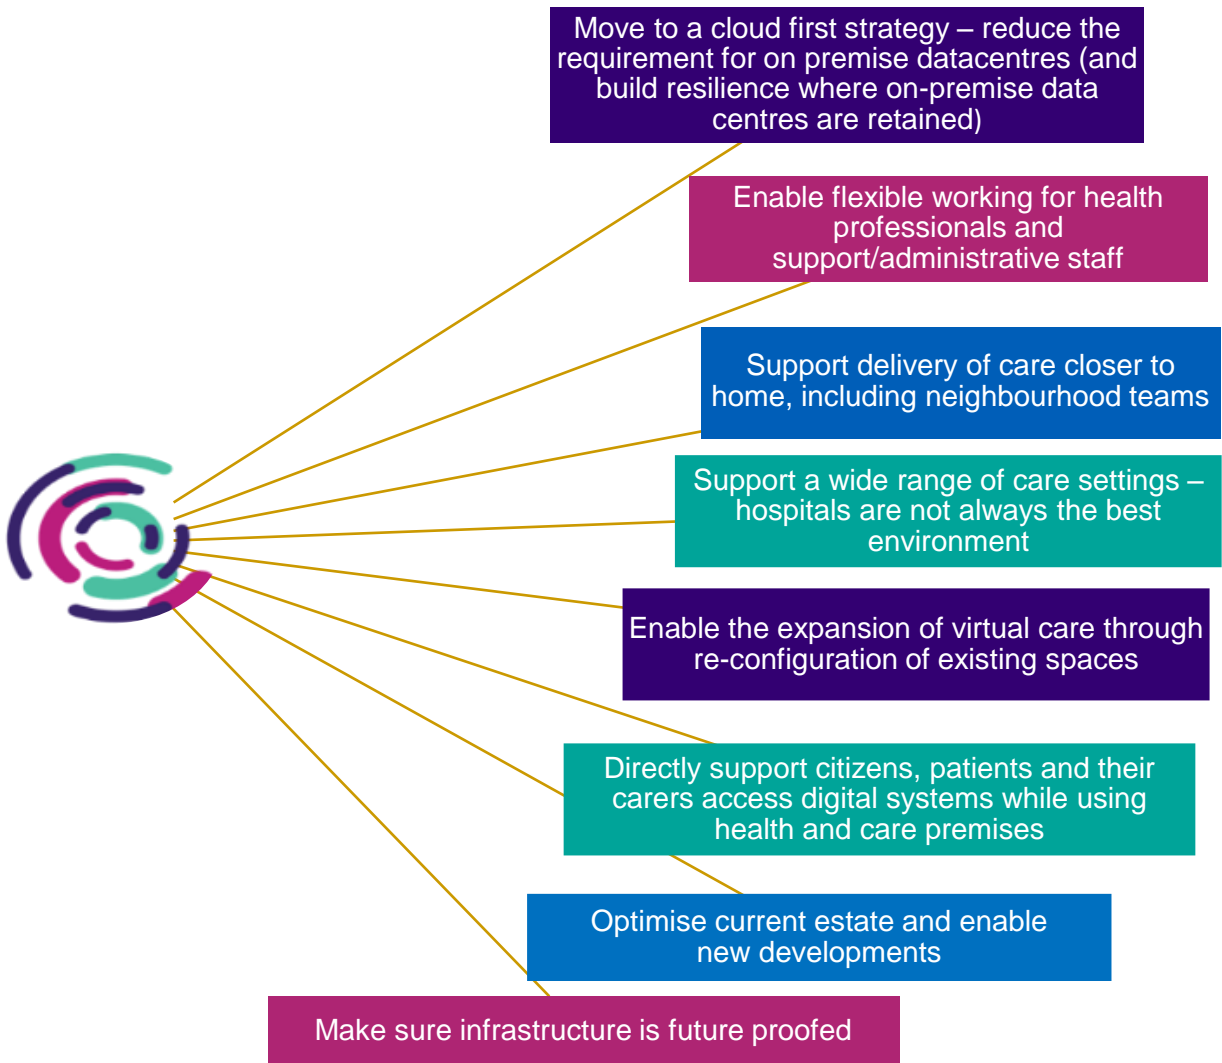 Move to a cloud first strategy – reduce the
requirement for on premise datacentres (and
build resilience where on-premise data
centres are retained)
Enable flexible working for health
professionals and
support/administrative staff
Support delivery of care closer to
home, including neighbourhood teams
Support a wide range of care settings –
hospitals are not always the best
environment
Enable the expansion of virtual care through
re-configuration of existing spaces
Directly support citizens, patients and their
carers access digital systems while using
health and care premises
Optimise current estate and enable
new developments
Make sure infrastructure is future proofed